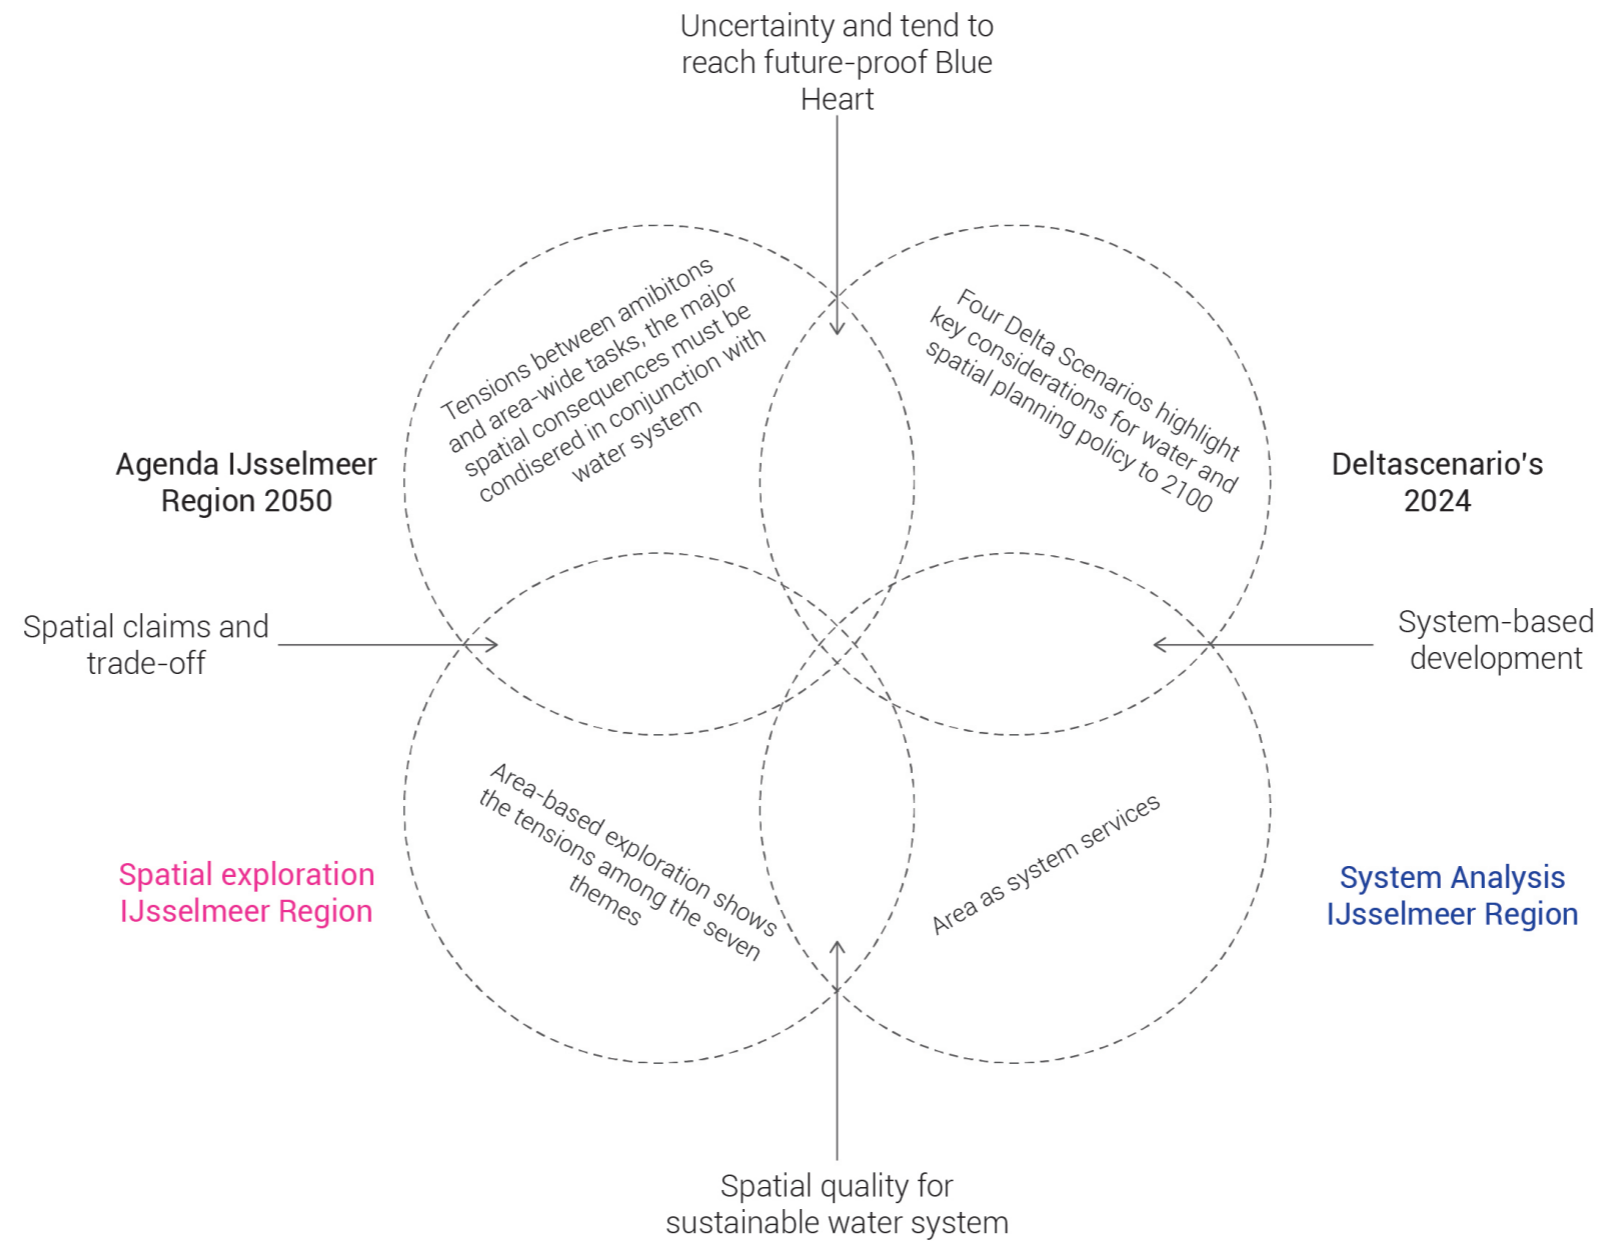 Uncertainty and tend to
reach future-proof Blue
Heart
Tensions between amibitons
and area-wide tasks, the major
spatial consequences must be
condisered in conjunction with
water system
Four Delta Scenarios highlight
key considerations for water and
spatial planning policy to 2100
Agenda IJsselmeer
Region 2050
Deltascenario's
2024
Spatial claims and
trade-off
System-based
development
Area-based exploration shows
the tensions among the seven
themes
Area as system services
Spatial exploration
IJsselmeer Region
System Analysis
IJsselmeer Region
Spatial quality for
sustainable water system